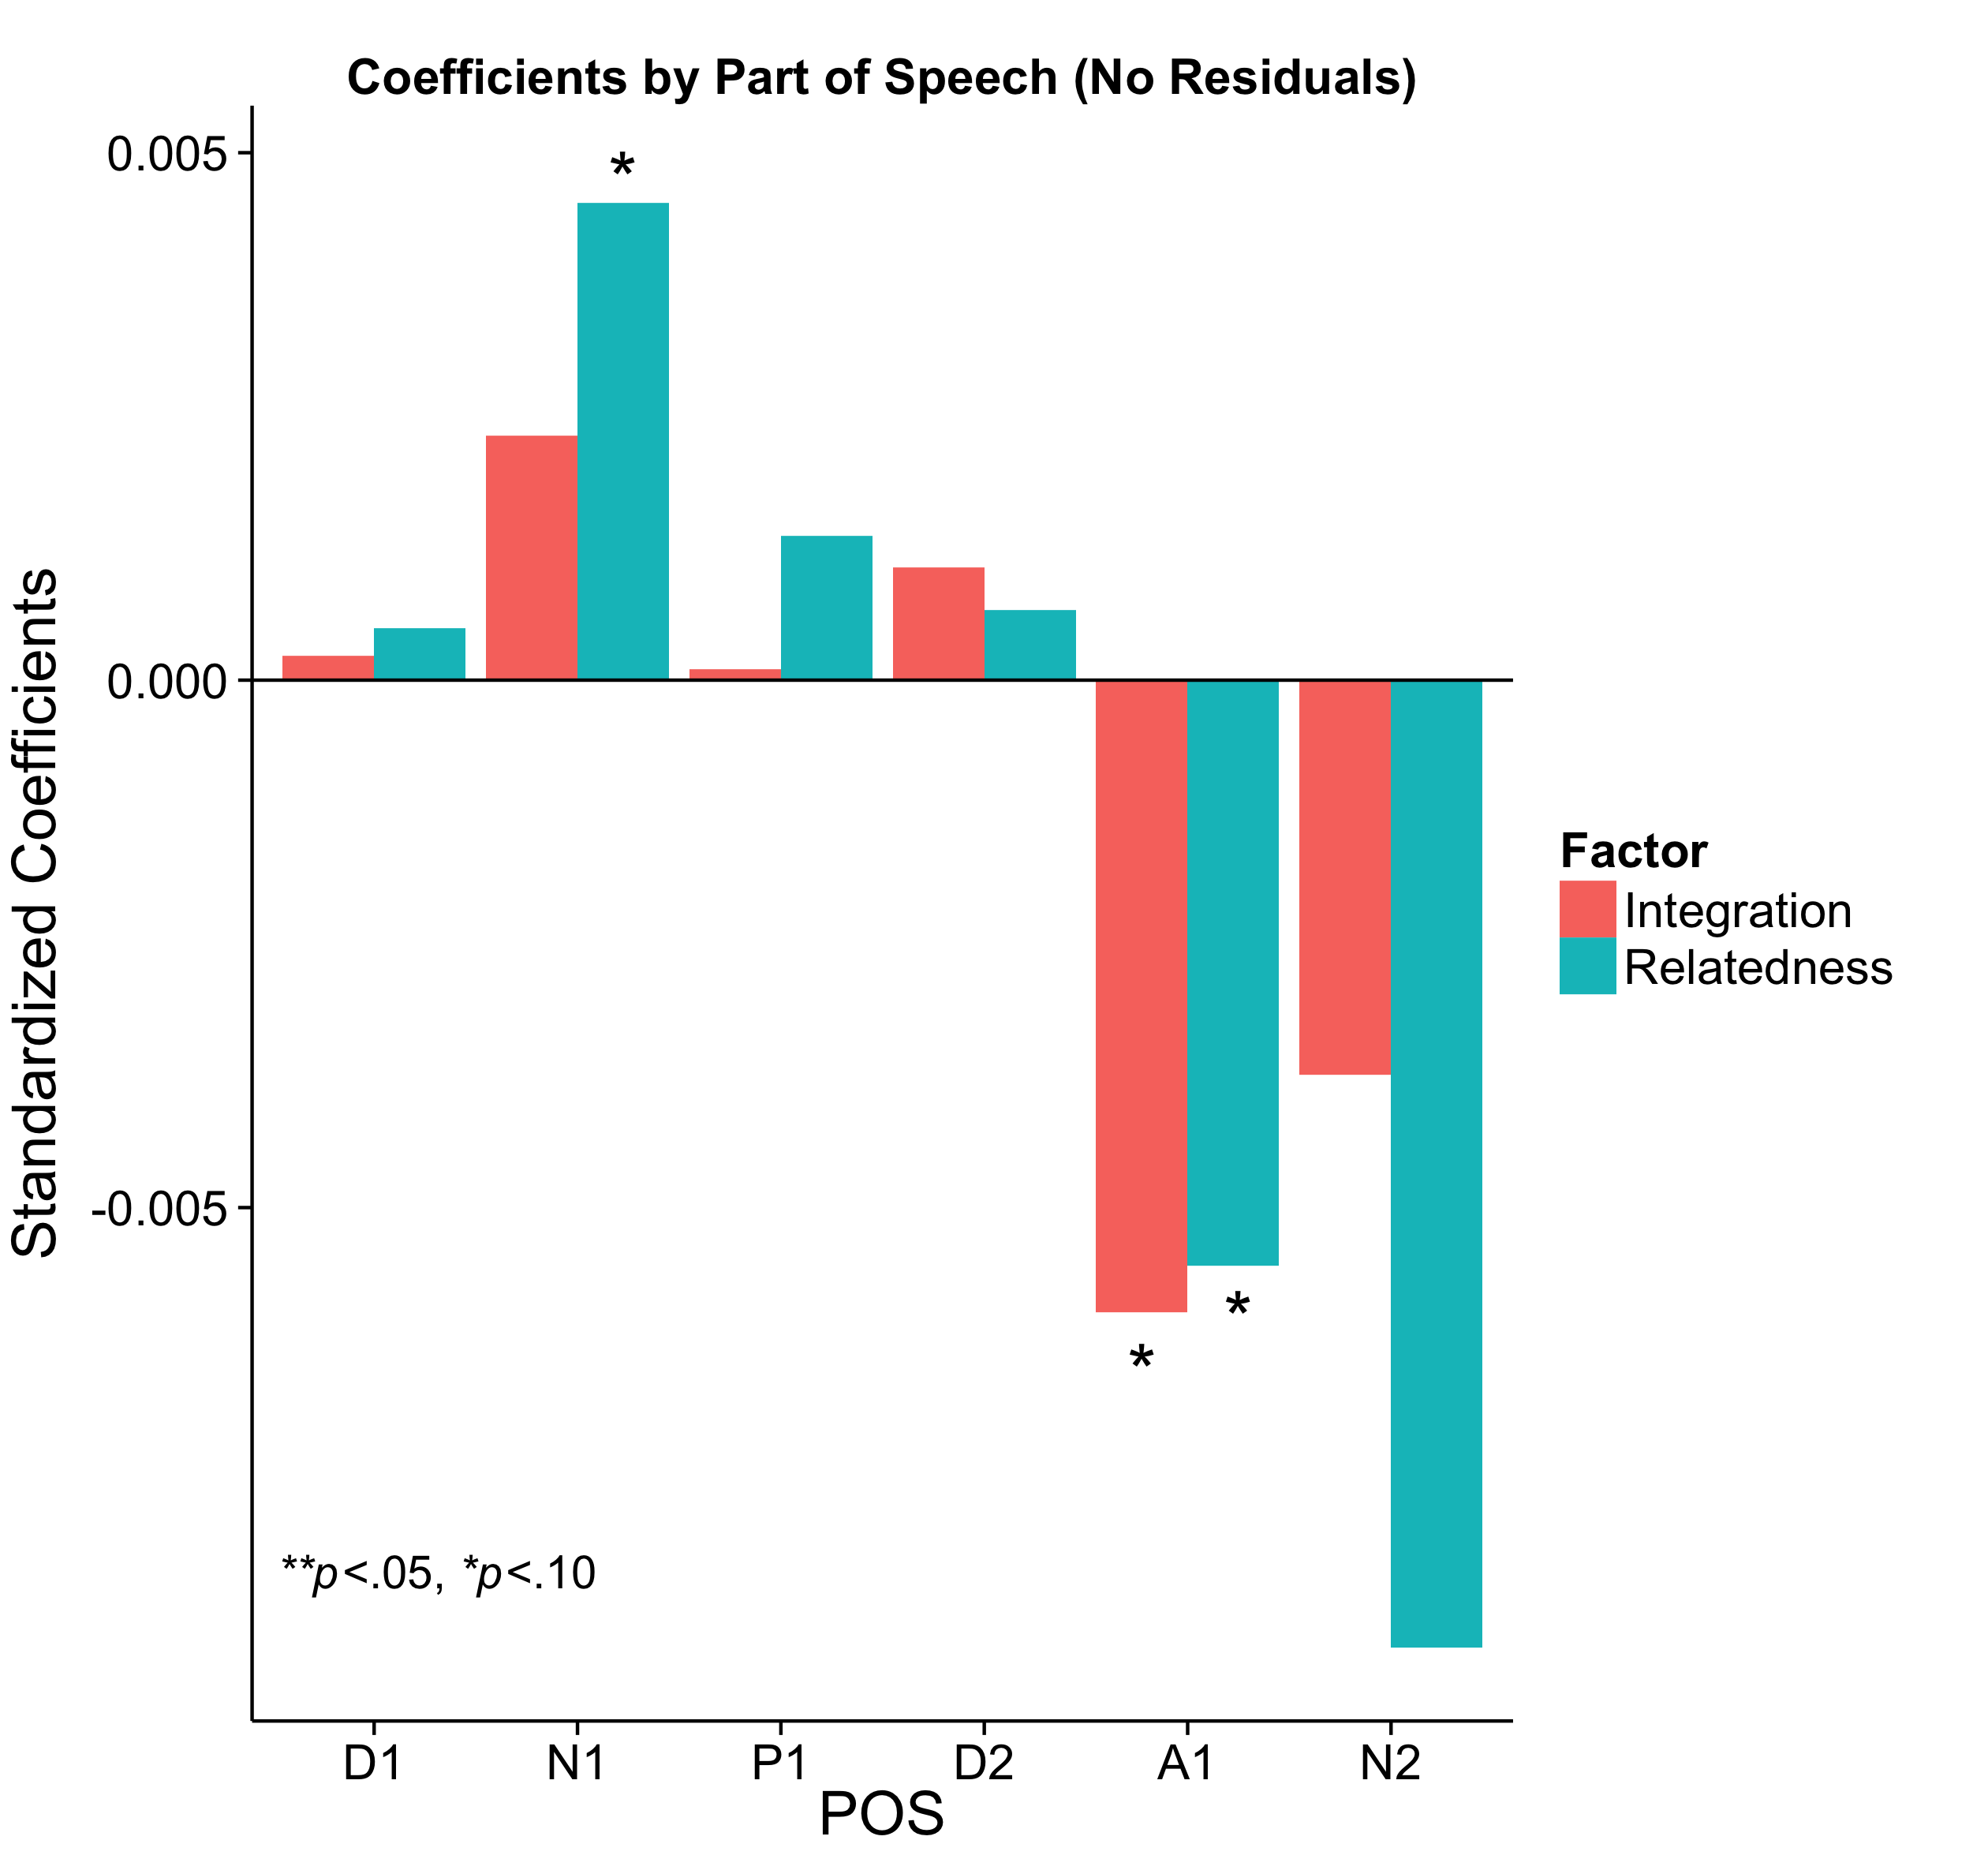 Coefficients by Part of Speech (No Residuals)
Standardized Coefficients
0.005
0.000
-0.005
*
*
*
**p<.05, *p<.10
D1 N1 P1 D2 A1 N2
POS
Factor
Integration
Relatedness